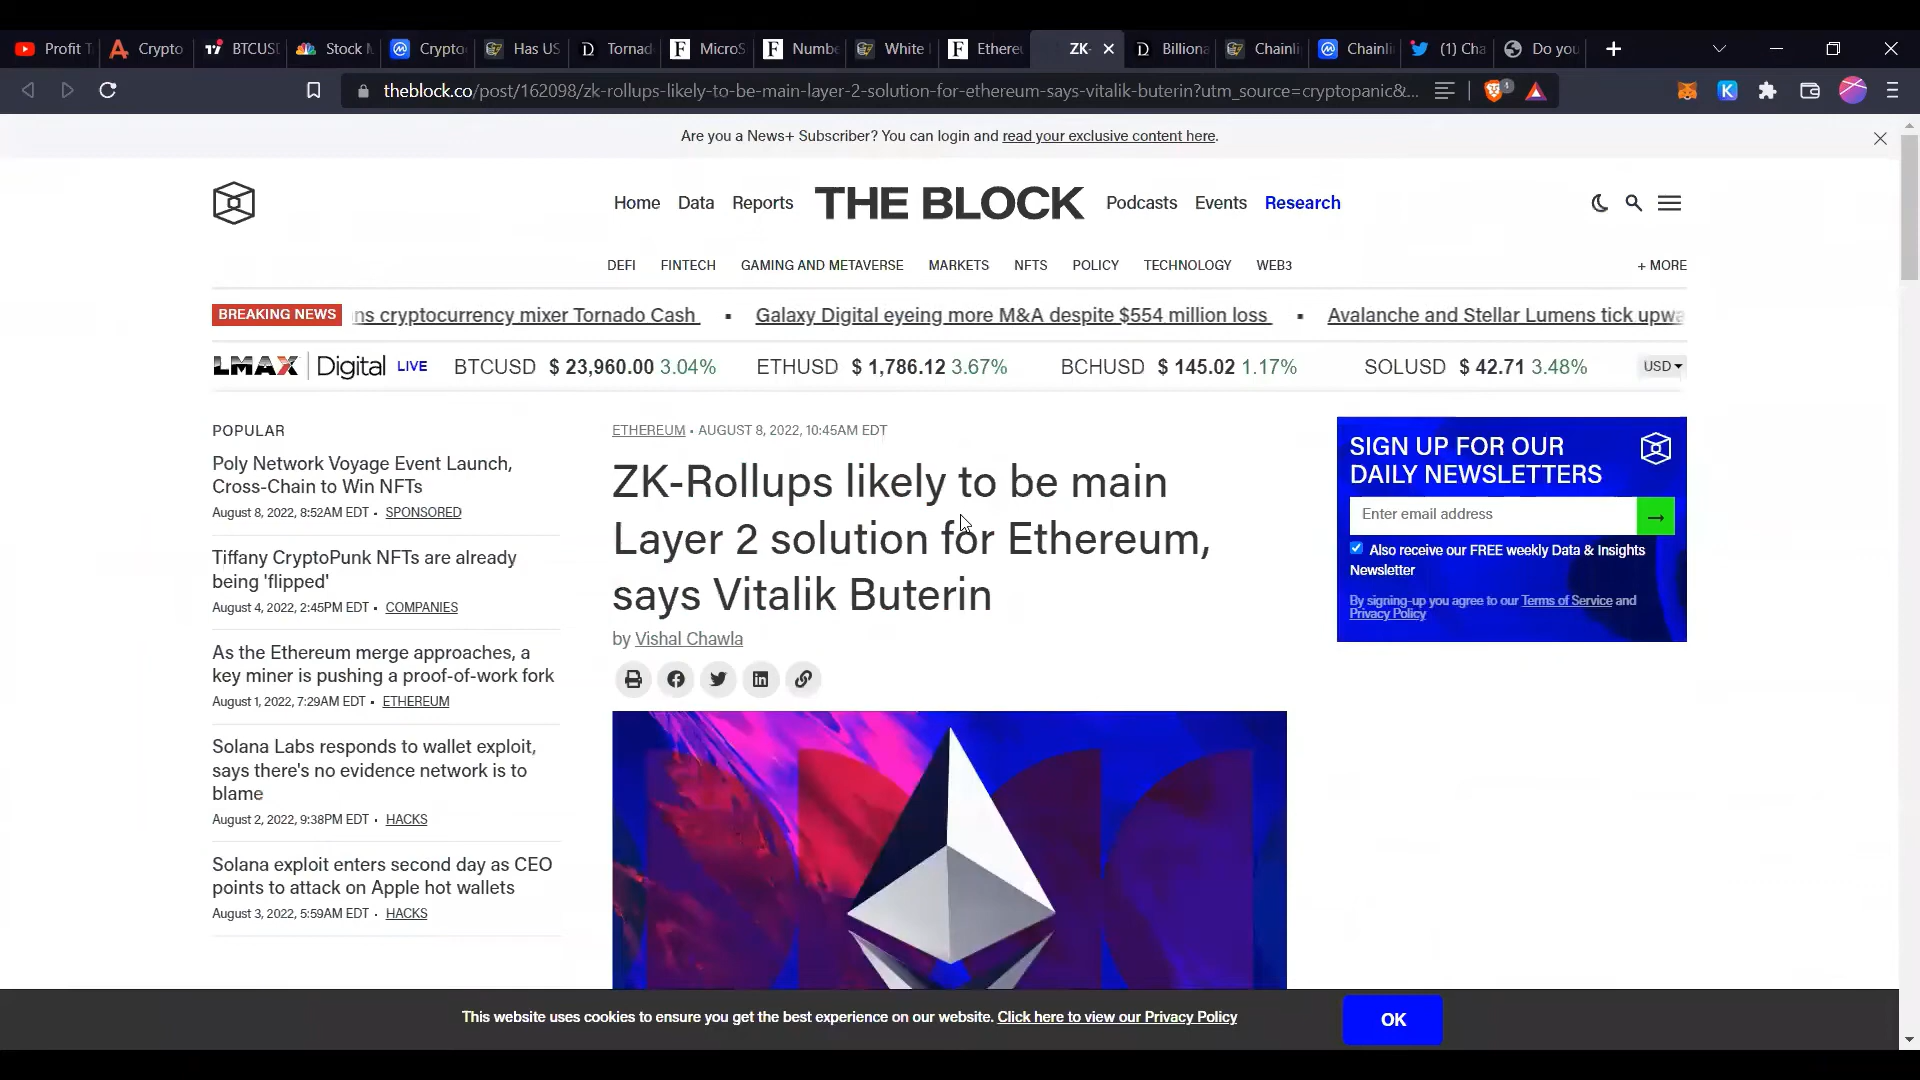 Profit T
Crypto
BTCUS
Stock M
Crypto
Has US
Tornad
MicroS
Numbe
White
Ethereu
ZK-
Billiona
Chainli
Chainli
(1) Cha
Do you
theblock.co/post/162098/zk-rollups-likely-to-be-main-layer-2-solution-for-ethereum-says-vitalik-buterin?utm_source=cryptopanic&...
Are you a News+ Subscriber? You can login and read your exclusive content here.
Home Data Reports THE BLOCK Podcasts Events Research
DEFI FINTECH GAMING AND METAVERSE MARKETS NFTS POLICY TECHNOLOGY WEB3 + MORE
BREAKING NEWS ns cryptocurrency mixer Tornado Cash ▪ Galaxy Digital eyeing more M&A despite $554 million loss ▪ Avalanche and Stellar Lumens tick upwa
LMAX Digital LIVE BTCUSD $ 23,960.00 3.04% ETHUSD $ 1,786.12 3.67% BCHUSD $ 145.02 1.17% SOLUSD $ 42.71 3.48% USD
POPULAR
Poly Network Voyage Event Launch,
Cross-Chain to Win NFTs
August 8, 2022, 8:52AM EDT • SPONSORED
Tiffany CryptoPunk NFTs are already
being 'flipped'
August 4, 2022, 2:45PM EDT • COMPANIES
As the Ethereum merge approaches, a
key miner is pushing a proof-of-work fork
August 1, 2022, 7:29AM EDT • ETHEREUM
Solana Labs responds to wallet exploit,
says there's no evidence network is to
blame
August 2, 2022, 9:38PM EDT • HACKS
Solana exploit enters second day as CEO
points to attack on Apple hot wallets
August 3, 2022, 5:59AM EDT • HACKS
ETHEREUM • AUGUST 8, 2022, 10:45AM EDT
ZK-Rollups likely to be main
Layer 2 solution for Ethereum,
says Vitalik Buterin
by Vishal Chawla
SIGN UP FOR OUR
DAILY NEWSLETTERS
Enter email address
Also receive our FREE weekly Data & Insights
Newsletter
By signing-up you agree to our Terms of Service and
Privacy Policy
This website uses cookies to ensure you get the best experience on our website. Click here to view our Privacy Policy
OK